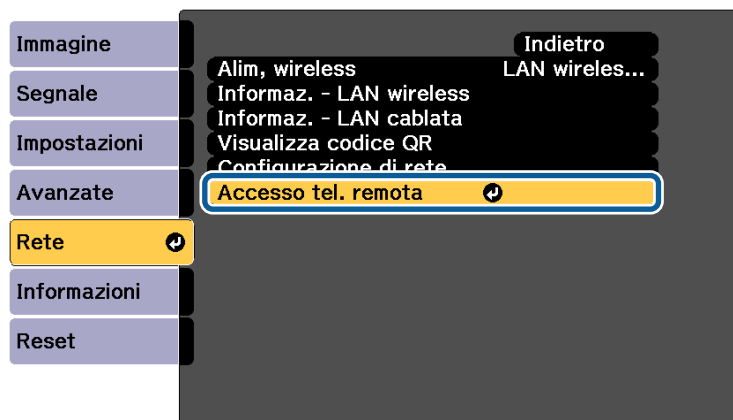 Immagine
Segnale
Impostazioni
Avanzate
Rete
Informazioni
Reset
Indietro
Alim, wireless LAN wireles...
Informaz. - LAN wireless
Informaz. - LAN cablata
Visualizza codice QR
Configurazione di rete
Accesso tel. remota